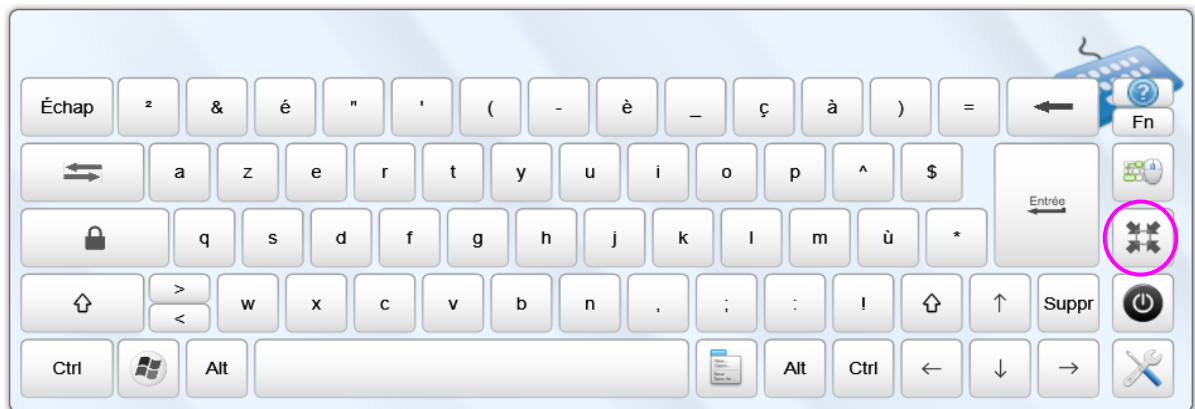 Échap ² & é " ' ( - è _ ç à ) =
Fn
a z e r t y u i o p ^ $
Entrée
q s d f g h j k l m ù *
>
< w x c v b n , ; : ! Suppr
Ctrl Alt Alt Ctrl